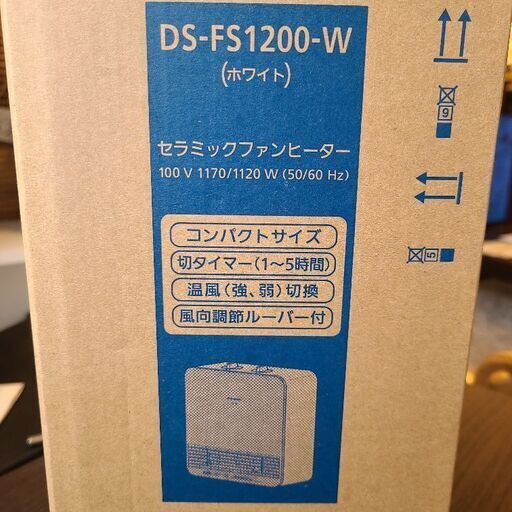 DS-FS1200-W
(ホワイト)
セラミックファンヒーター
100 V 1170/1120 W (50/60 Hz)
コンパクトサイズ
切タイマー(1〜5時間)
温風(強、弱)切換
風向調節ルーバー付
9
5